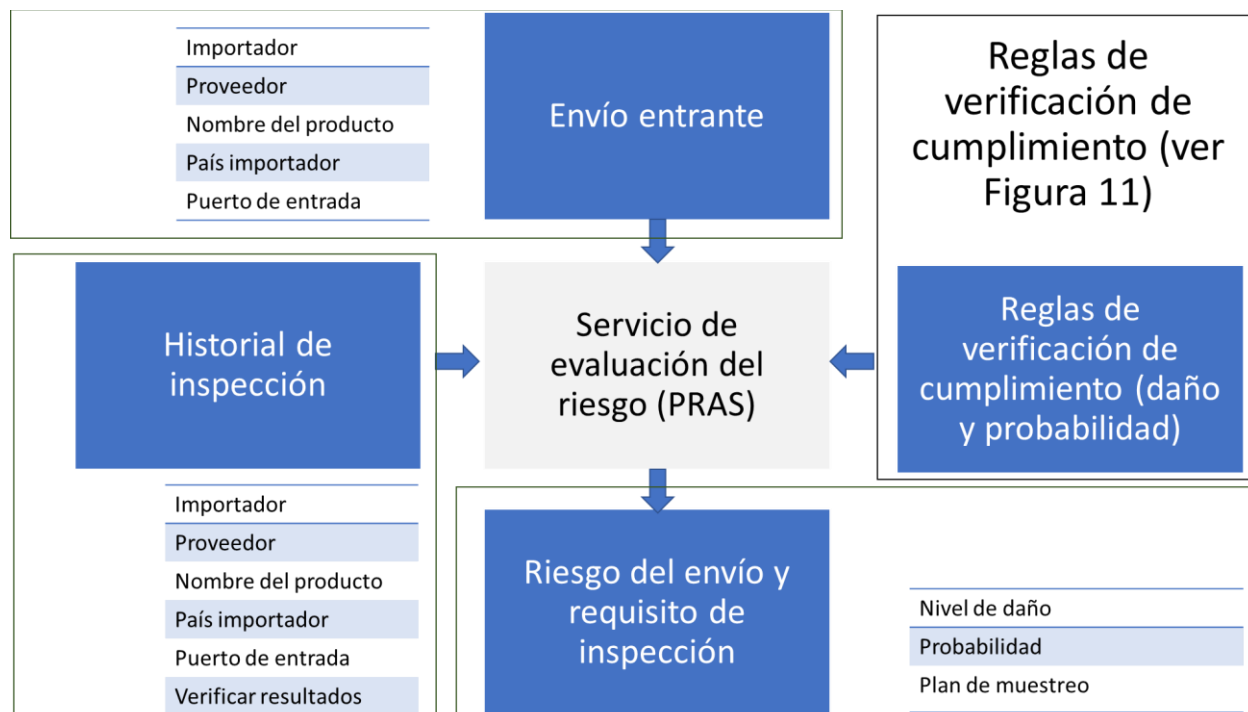 Importador
Proveedor
Nombre del producto
País importador
Puerto de entrada
Envío entrante
Reglas de
verificación de
cumplimiento (ver
Figura 11)
Historial de
inspección
Servicio de
evaluación del
riesgo (PRAS)
Reglas de
verificación de
cumplimiento (daño
y probabilidad)
Importador
Proveedor
Nombre del producto
País importador
Puerto de entrada
Verificar resultados
Riesgo del envío y
requisito de
inspección
Nivel de daño
Probabilidad
Plan de muestreo